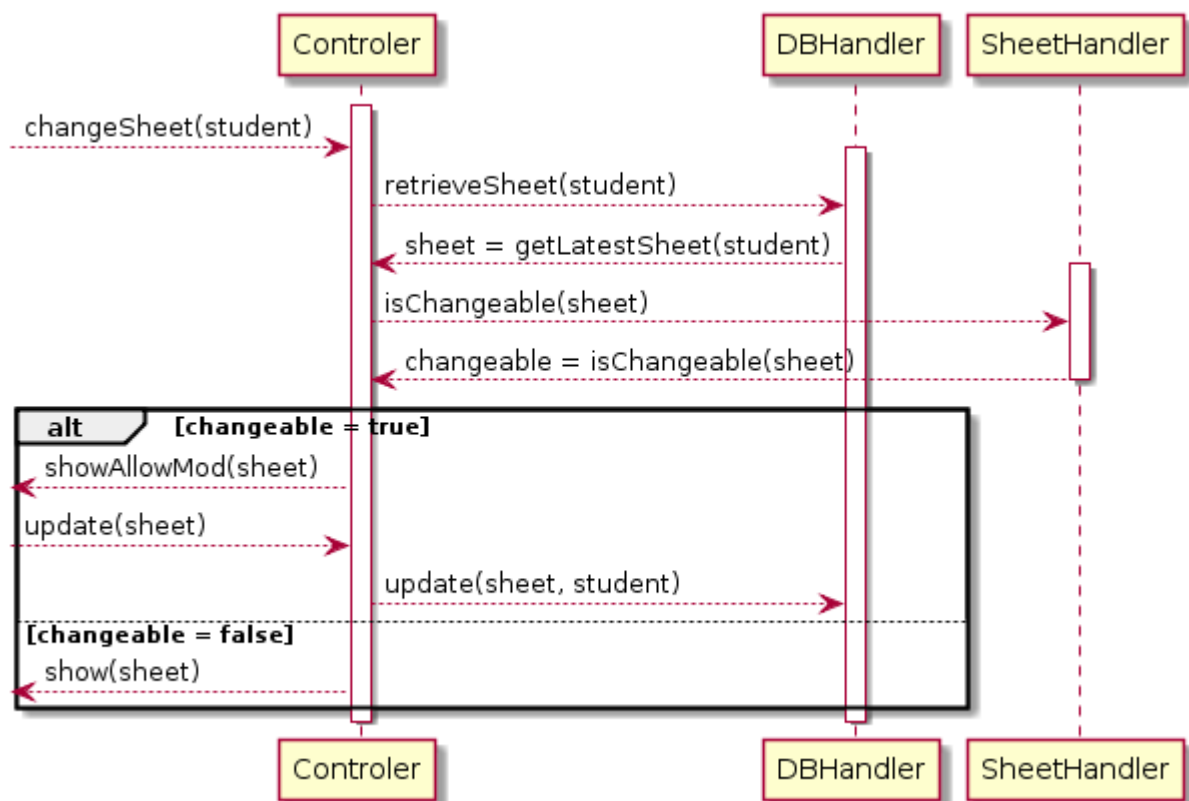 Controler
DBHandler
SheetHandler
changeSheet(student)
retrieveSheet(student)
sheet = getLatestSheet(student)
isChangeable(sheet)
changeable = isChangeable(sheet)
alt
[changeable = true]
showAllowMod(sheet)
update(sheet)
update(sheet, student)
[changeable = false]
show(sheet)
Controler
DBHandler
SheetHandler